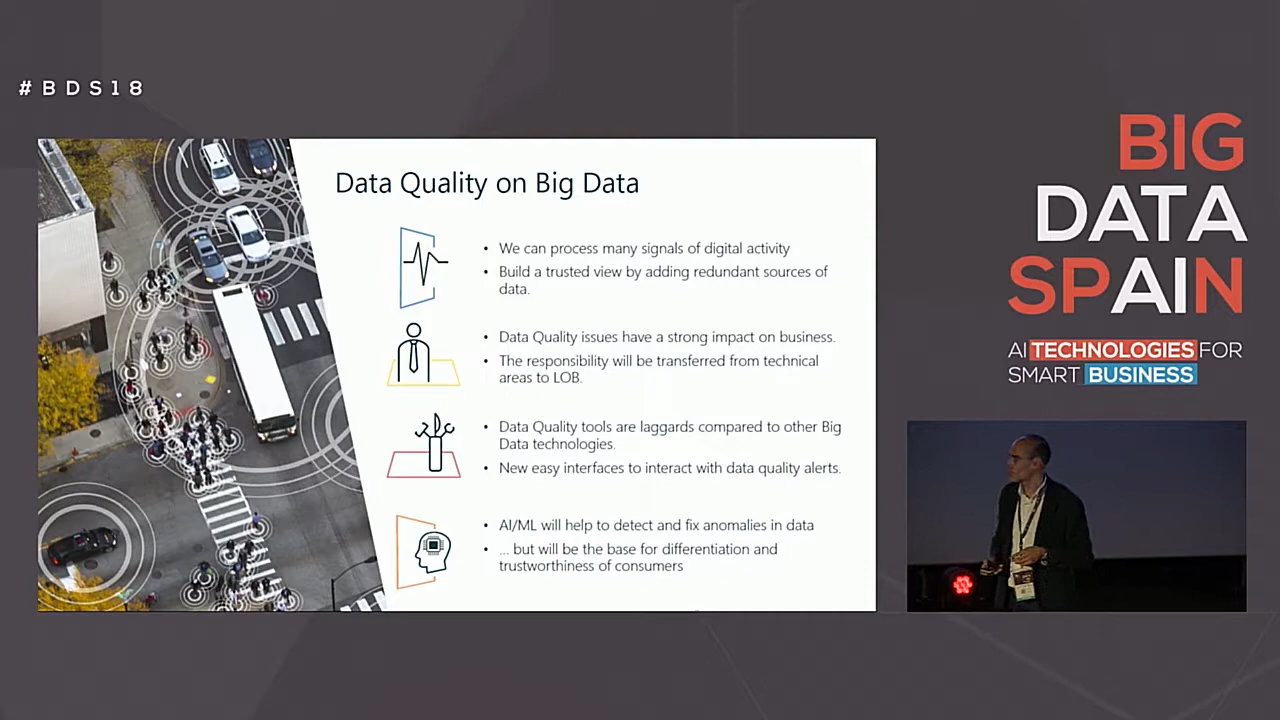 #BDS18
BIG
DATA
SPAIN
AI TECHNOLOGIES FOR
SMART BUSINESS
Data Quality on Big Data
• We can process many signals of digital activity
• Build a trusted view by adding redundant sources of
data.
• Data Quality issues have a strong impact on business.
• The responsibility will be transferred from technical
areas to LOB.
• Data Quality tools are laggards compared to other Big
Data technologies.
• New easy interfaces to interact with data quality alerts.
• AI/ML will help to detect and fix anomalies in data
• ... but will be the base for differentiation and
trustworthiness of consumers